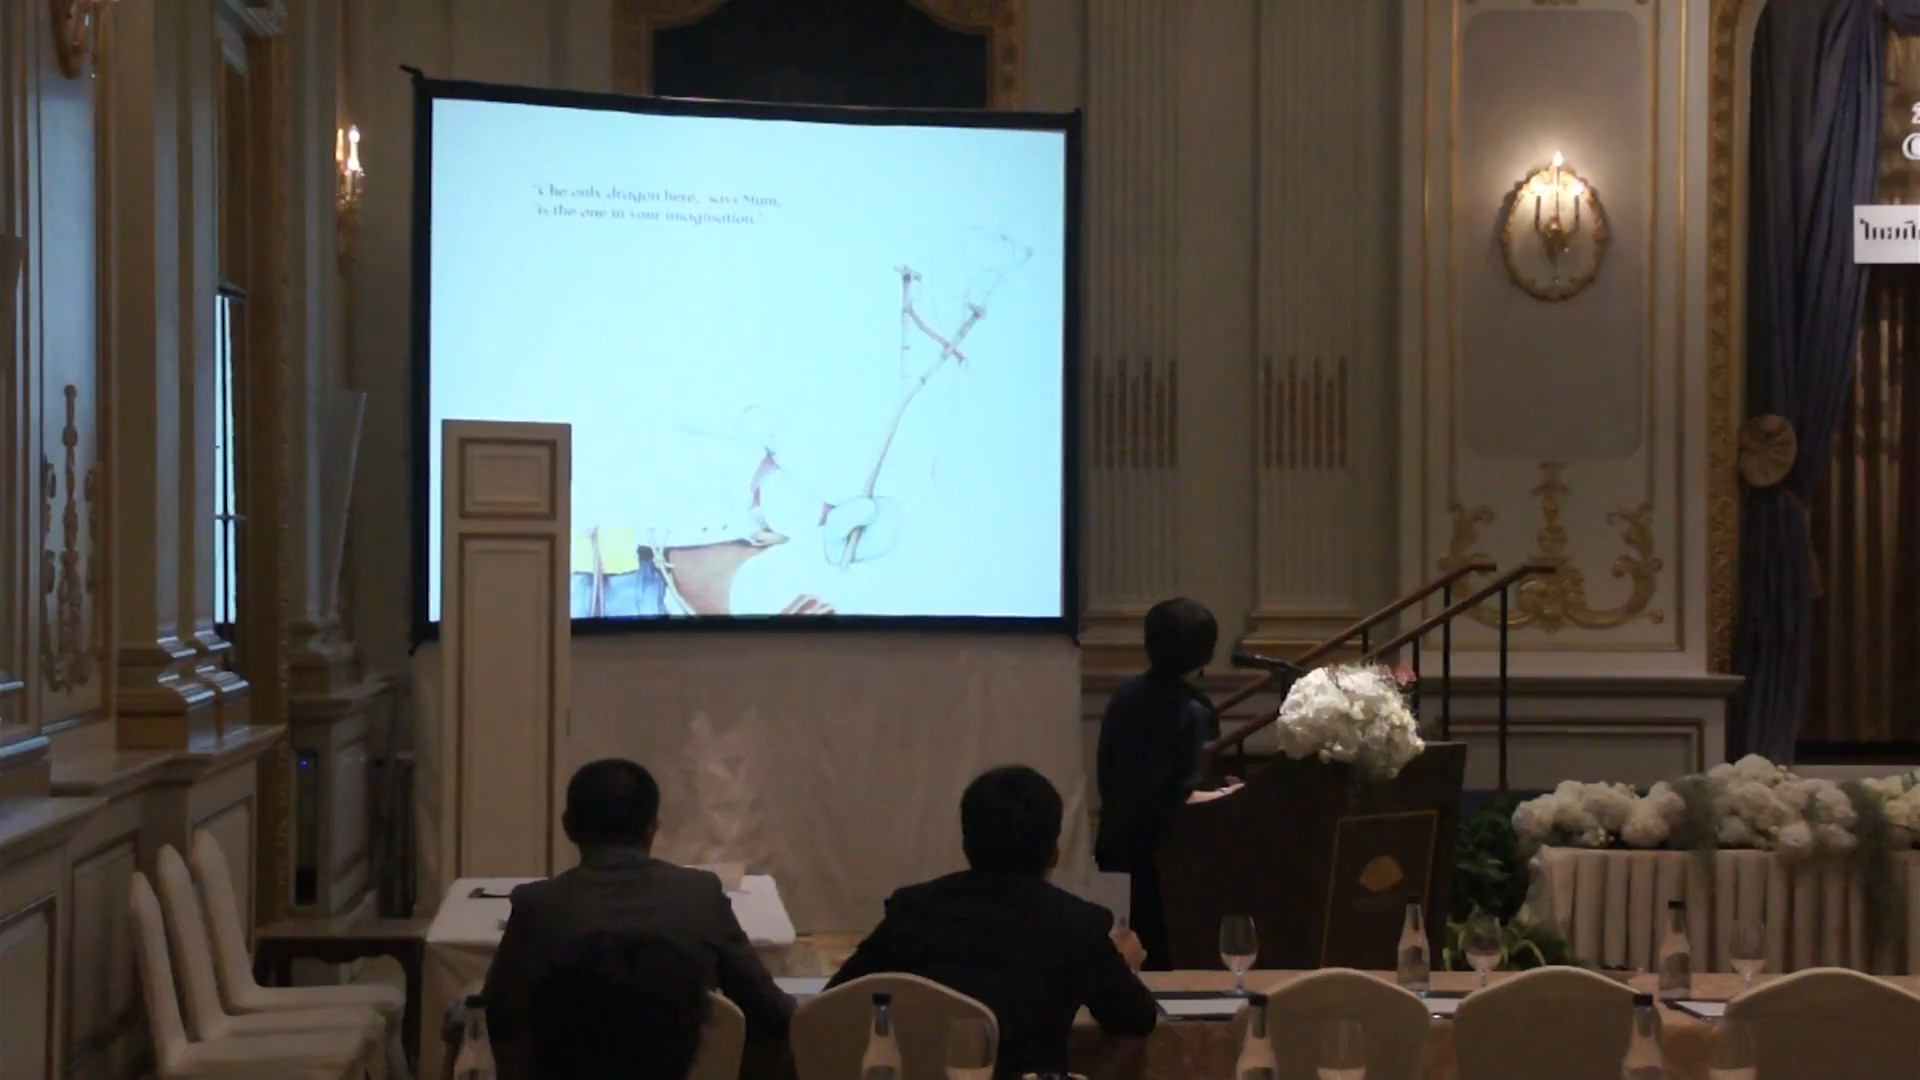 "The only dragon here," says Mum,
"is the one in your imagination."